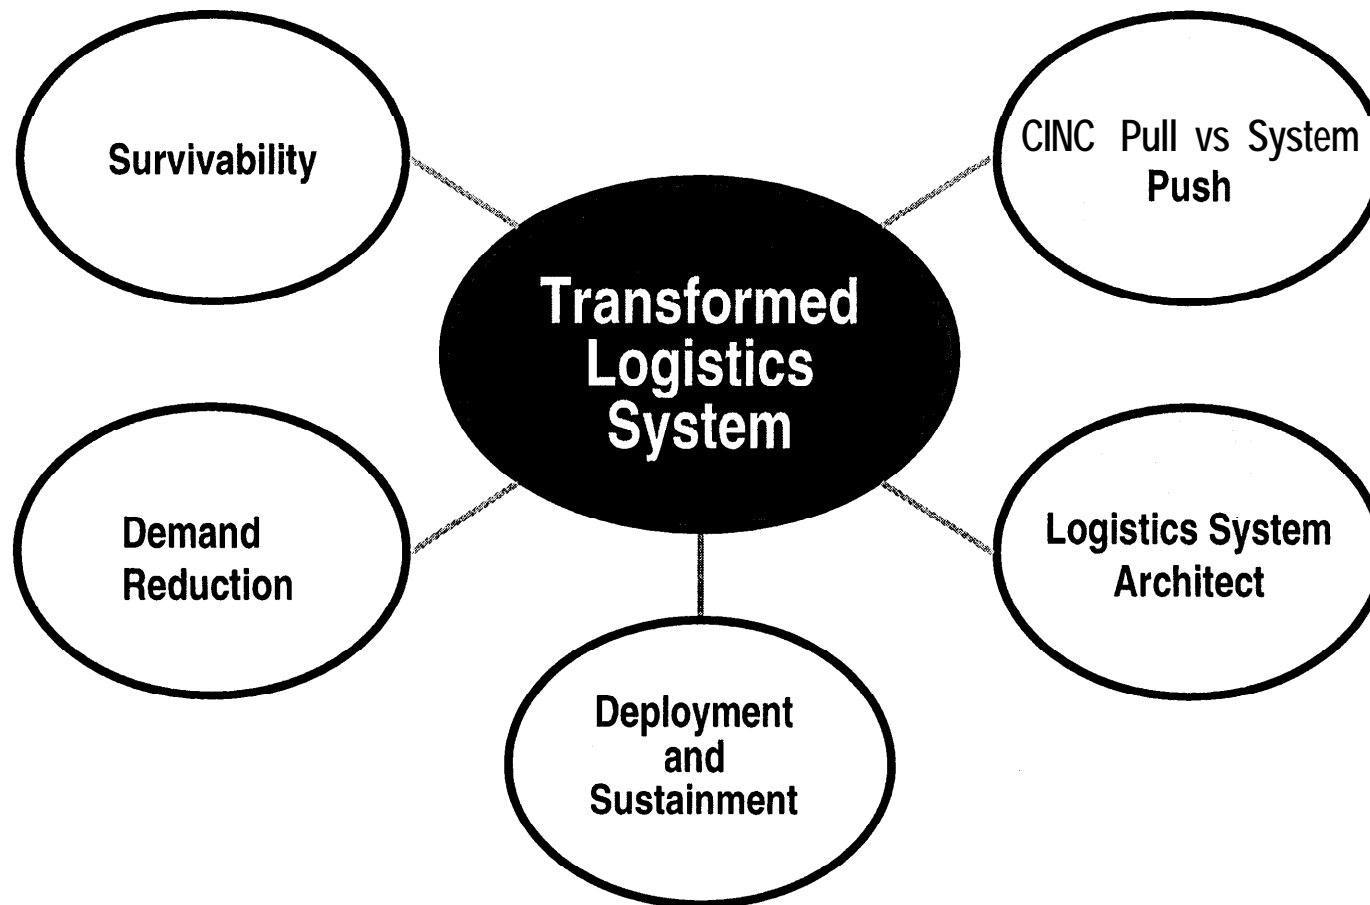 Survivability
CINC Pull vs System
Push
Transformed
Logistics
System
Demand
Reduction
Logistics System
Architect
Deployment
and
Sustainment